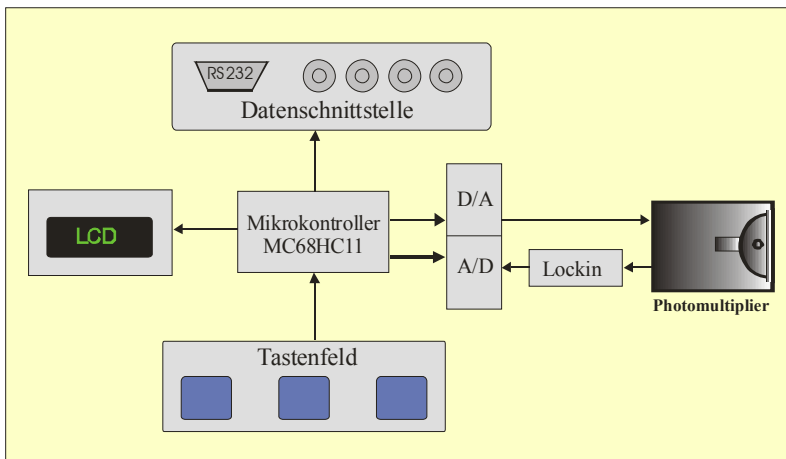 RS232
Datenschnittstelle
LCD
Mikrokontroller
MC68HC11
D/A
A/D
Lockin
Photomultiplier
Tastenfeld